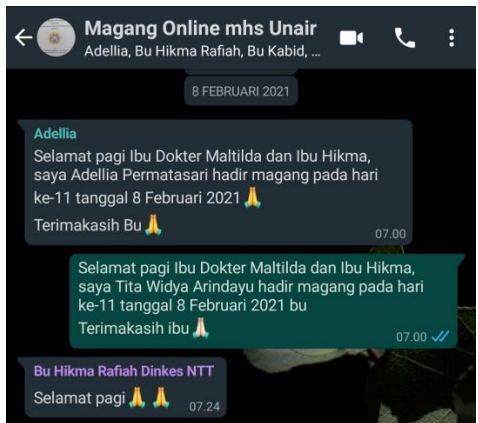 Magang Online mhs Unair
Adellia, Bu Hikma Rafiah, Bu Kabid, ...
8 FEBRUARI 2021
Adellia
Selamat pagi Ibu Dokter Maltilda dan Ibu Hikma,
saya Adellia Permatasari hadir magang pada hari
ke-11 tanggal 8 Februari 2021 🙏
Terimakasih Bu 🙏
07.00
Selamat pagi Ibu Dokter Maltilda dan Ibu Hikma,
saya Tita Widya Arindayu hadir magang pada hari
ke-11 tanggal 8 Februari 2021 bu
Terimakasih ibu 🙏🏻
07.00
Bu Hikma Rafiah Dinkes NTT
Selamat pagi 🙏 🙏
07.24